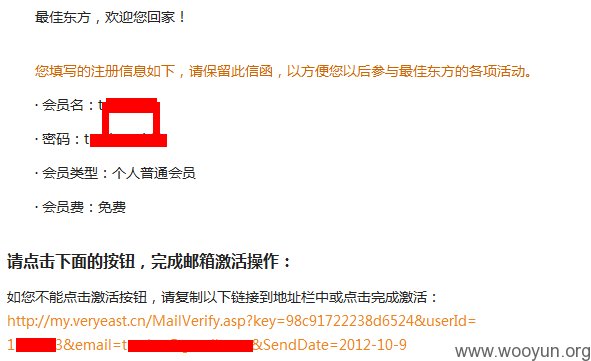 最佳东方，欢迎您回家！
您填写的注册信息如下，请保留此信函，以方便您以后参与最佳东方的各项活动。
· 会员名：t
· 密码：t
· 会员类型：个人普通会员
· 会员费：免费
请点击下面的按钮，完成邮箱激活操作：
如您不能点击激活按钮，请复制以下链接到地址栏中或点击完成激活：
http://my.veryeast.cn/MailVerify.asp?key=98c91722238d6524&userId=
1 3&email=t &SendDate=2012-10-9
www.wooyun.org